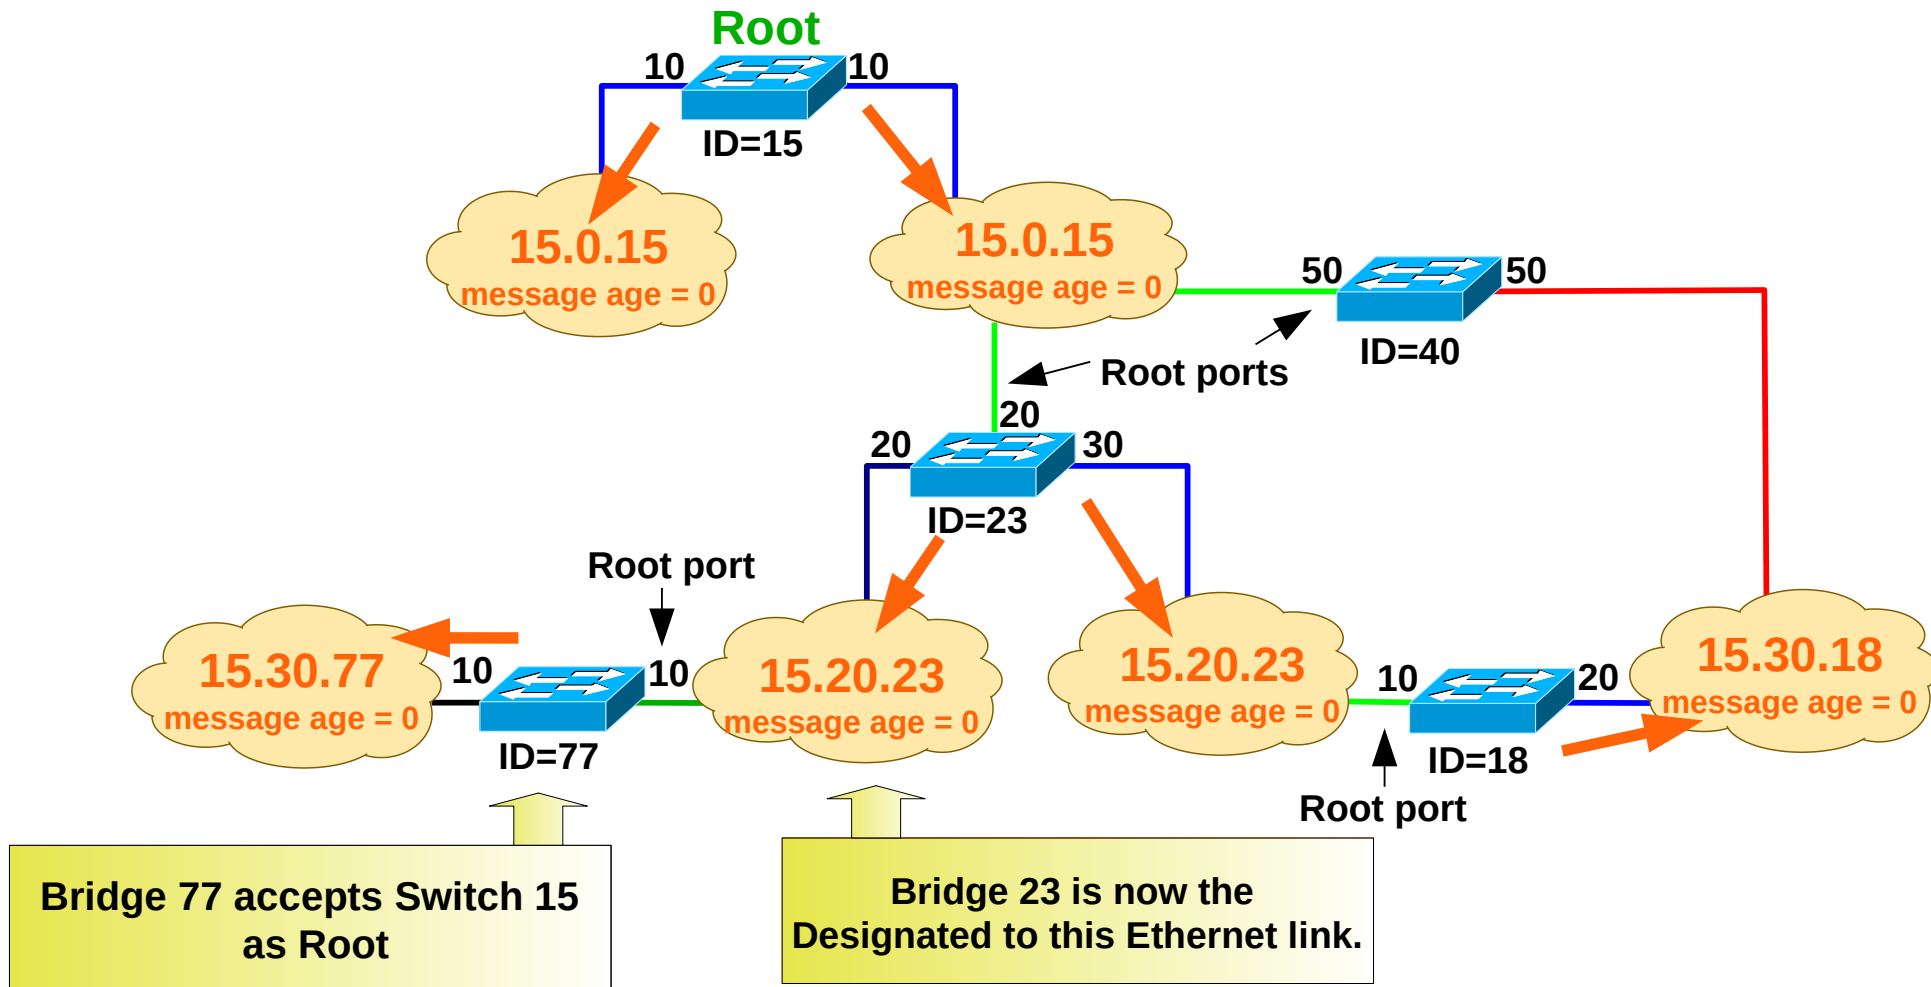 Root
10
10
ID=15
15.0.15
message age = 0
15.0.15
message age = 0
50
50
ID=40
Root ports
20
20
30
ID=23
Root port
15.30.77
message age = 0
10
10
ID=77
15.20.23
message age = 0
15.20.23
message age = 0
10
20
ID=18
15.30.18
message age = 0
Root port
Bridge 77 accepts Switch 15
as Root
Bridge 23 is now the
Designated to this Ethernet link.